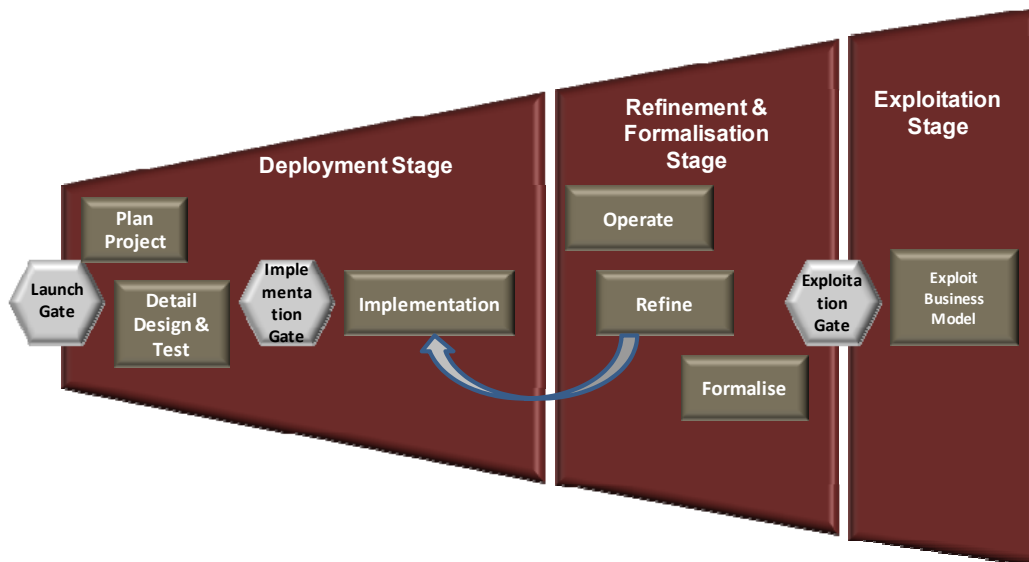 Deployment Stage
Plan
Project
Launch
Gate
Detail
Design &
Test
Imple
menta
tion
Gate
Implementation
Refinement &
Formalisation
Stage
Operate
Refine
Formalise
Exploita
tion
Gate
Exploitation
Stage
Exploit
Business
Model